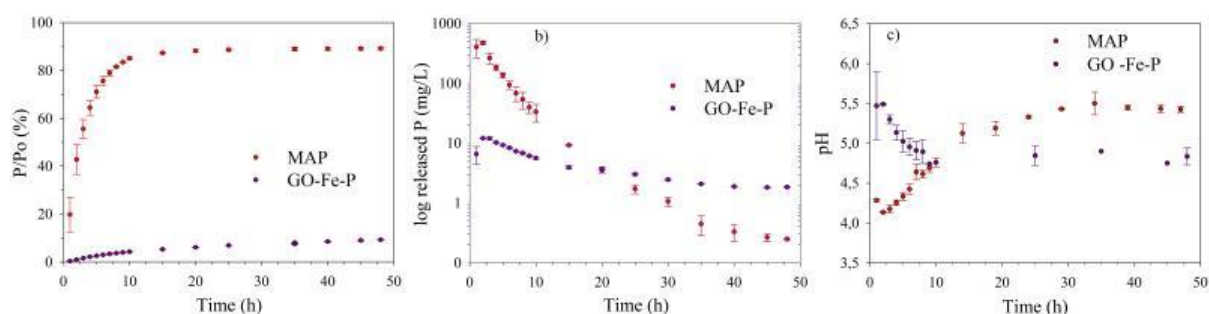 100
80
60
40
20
0
P/Po (%)
MAP
GO-Fe-P
0 10 20 30 40 50
Time (h)
b)
1000
100
10
1
0
log released P (mg/L)
MAP
GO-Fe-P
0 10 20 30 40 50
Time (h)
c)
6,0
5,5
5,0
4,5
4,0
3,5
pH
MAP
GO -Fe-P
0 10 20 30 40 50
Time (h)